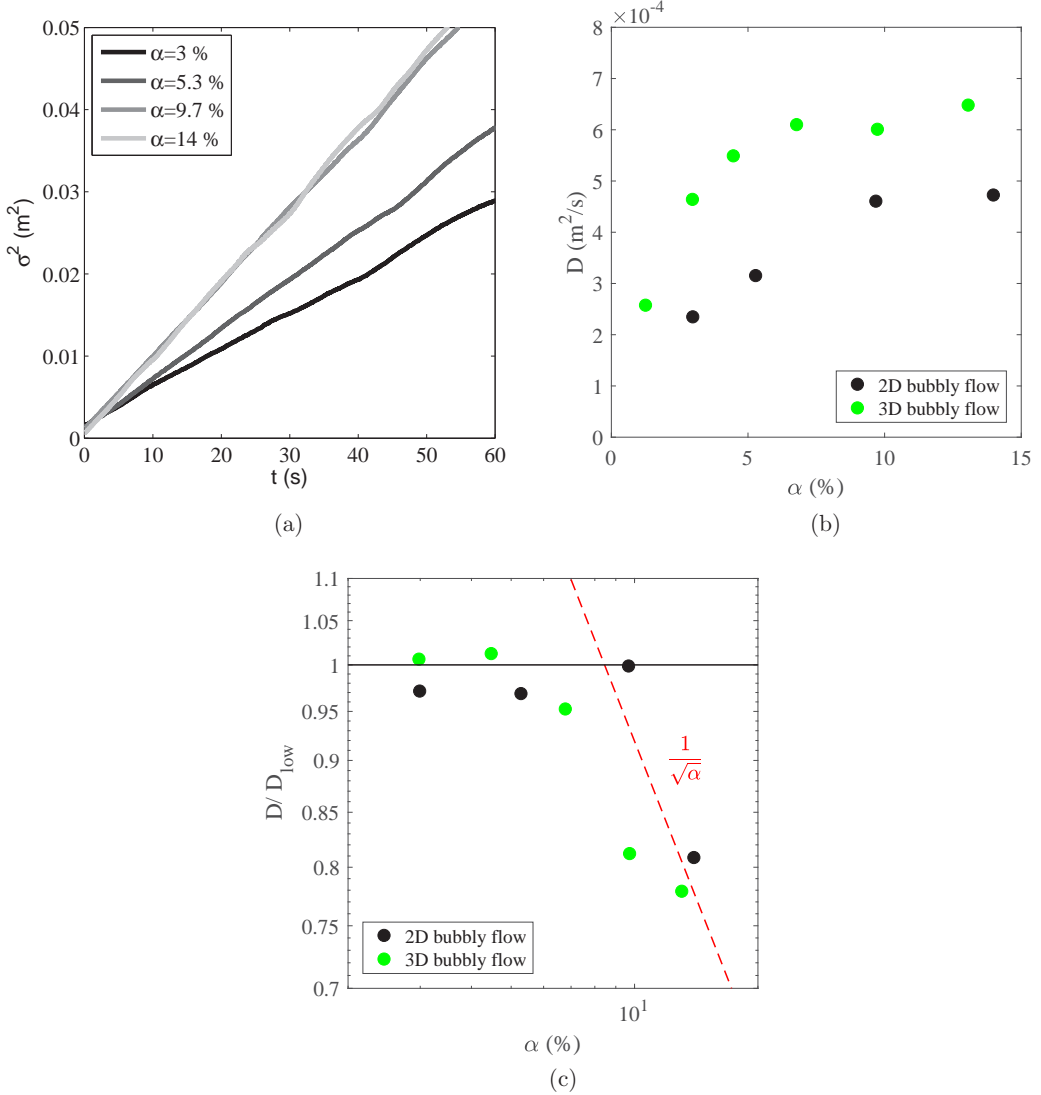 0.05
0.04
0.03
0.02
0.01
0
σ² (m²)
α=3 %
α=5.3 %
α=9.7 %
α=14 %
0 10 20 30 40 50 60
t (s)
(a)
8 ×10⁻⁴
7
6
5
4
3
2
1
0
D (m²/s)
2D bubbly flow
3D bubbly flow
0 5 10 15
α (%)
(b)
1.1
1.05
1
0.95
0.9
0.85
0.8
0.75
0.7
D/ D_low
1/√α
2D bubbly flow
3D bubbly flow
10¹
α (%)
(c)